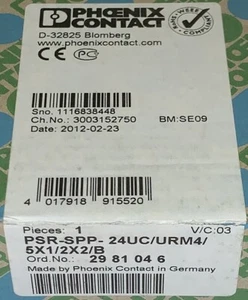 PHŒNIX
CONTACT
D-32825 Blomberg
www.phoenixcontact.com
Sno. 1116838448
Ch.No.: 3003152750 BM:SE09
Date: 2012-02-23
4 017918 915520
Pieces: 1 V/C:03
PSR-SPP- 24UC/URM4/
5X1/2X2/B
Ord.No.: 29 81 04 6
Made by Phoenix Contact in Germany